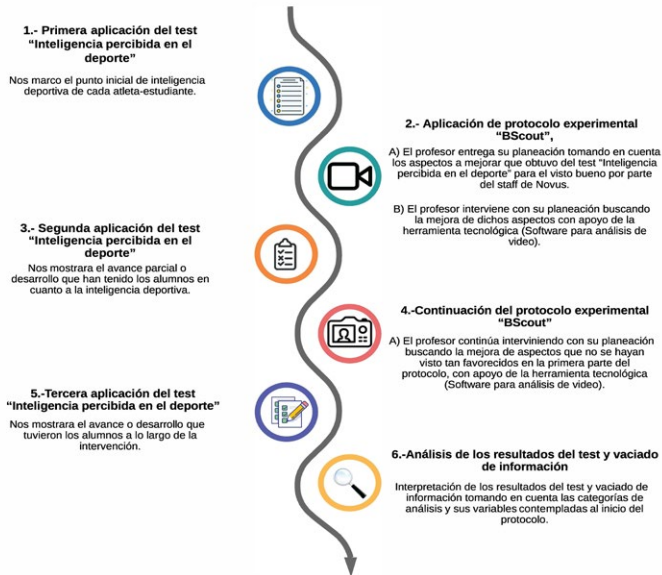 1.- Primera aplicación del test
“Inteligencia percibida en el
deporte”
Nos marco el punto inicial de inteligencia
deportiva de cada atleta-estudiante.
2.- Aplicación de protocolo experimental
“BScout”,
A) El profesor entrega su planeación tomando en cuenta
los aspectos a mejorar que obtuvo del test “Inteligencia
percibida en el deporte” para el visto bueno por parte
del staff de Novus.
B) El profesor interviene con su planeación buscando
la mejora de dichos aspectos con apoyo de la
herramienta tecnológica (Software para análisis de
video).
3.- Segunda aplicación del test
“Inteligencia percibida en el
deporte”
Nos mostrara el avance parcial o
desarrollo que han tenido los alumnos en
cuanto a la inteligencia deportiva.
4.-Continuación del protocolo experimental
“BScout”
A) El profesor continúa interviniendo con su planeación
buscando la mejora de aspectos que no se hayan
visto tan favorecidos en la primera parte del
protocolo, con apoyo de la herramienta tecnológica
(Software para análisis de video).
5.-Tercera aplicación del test
“Inteligencia percibida en el deporte”
Nos mostrara el avance o desarrollo que
tuvieron los alumnos a lo largo de la
intervención.
6.-Análisis de los resultados del test y vaciado
de información
Interpretación de los resultados del test y vaciado de
información tomando en cuenta las categorías de
análisis y sus variables contempladas al inicio del
protocolo.